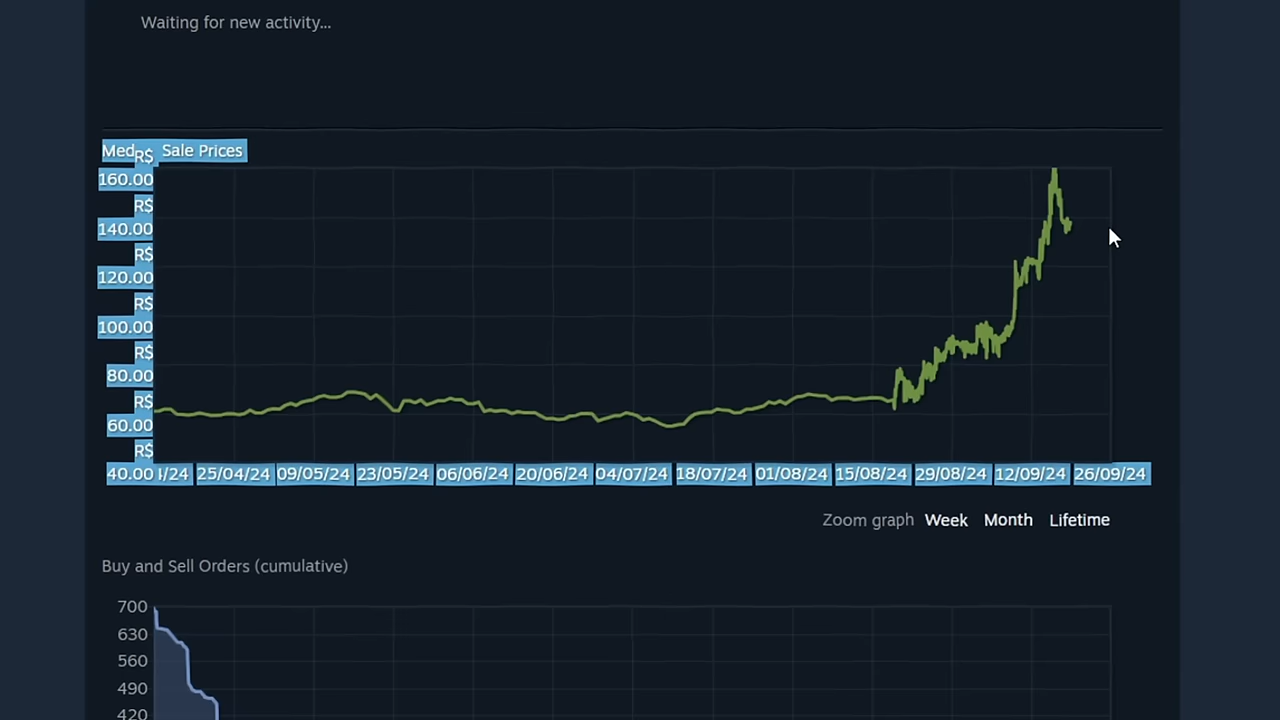 Waiting for new activity...
Med Sale Prices
R$
160.00
R$
140.00
R$
120.00
R$
100.00
R$
80.00
R$
60.00
R$
40.00
/24 25/04/24 09/05/24 23/05/24 06/06/24 20/06/24 04/07/24 18/07/24 01/08/24 15/08/24 29/08/24 12/09/24 26/09/24
Zoom graph Week Month Lifetime
Buy and Sell Orders (cumulative)
700
630
560
490
420